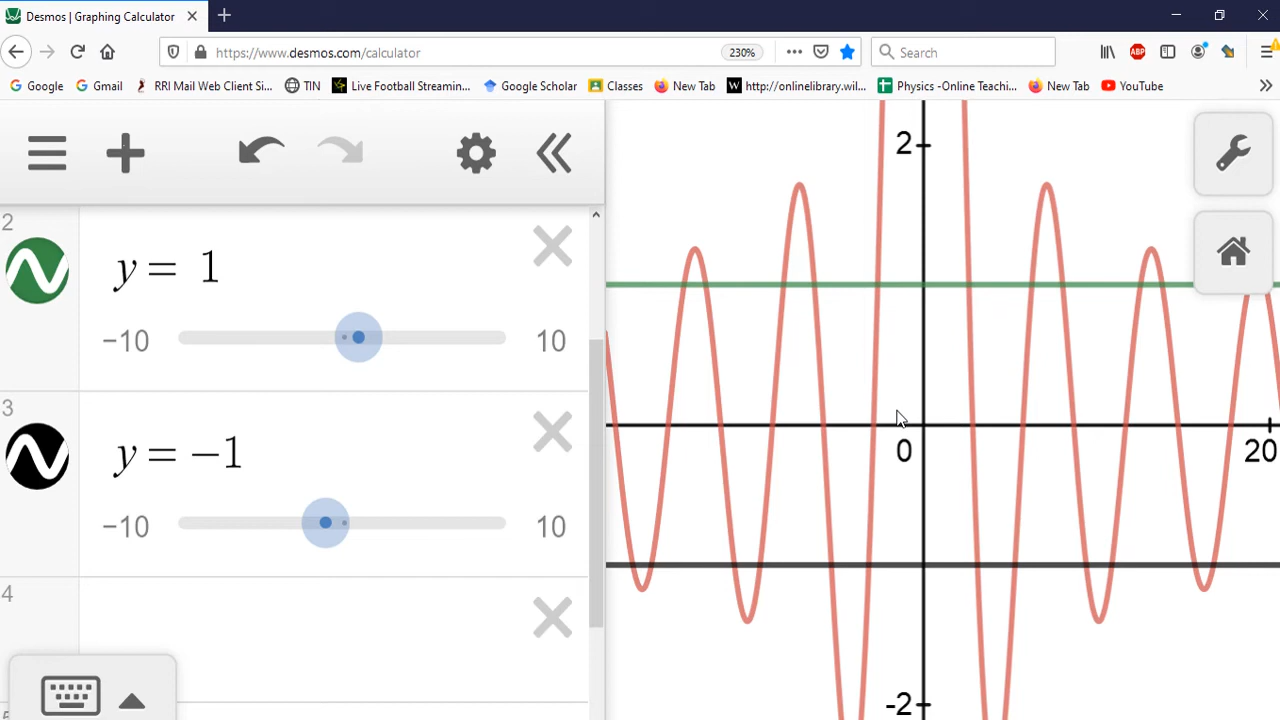 Desmos | Graphing Calculator
https://www.desmos.com/calculator 230% Search
Google Gmail RRI Mail Web Client Si... TIN Live Football Streamin... Google Scholar Classes New Tab http://onlinelibrary.wil... Physics -Online Teachi... New Tab YouTube
2
y = 1
-10 10
3
y = −1
-10 10
4
2
0
20
-2
ABP